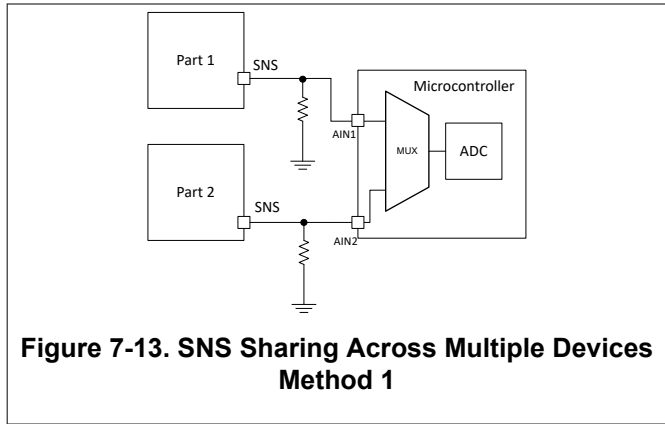 Part 1
SNS
Microcontroller
AIN1
MUX
ADC
Part 2
SNS
AIN2
Figure 7-13. SNS Sharing Across Multiple Devices
Method 1